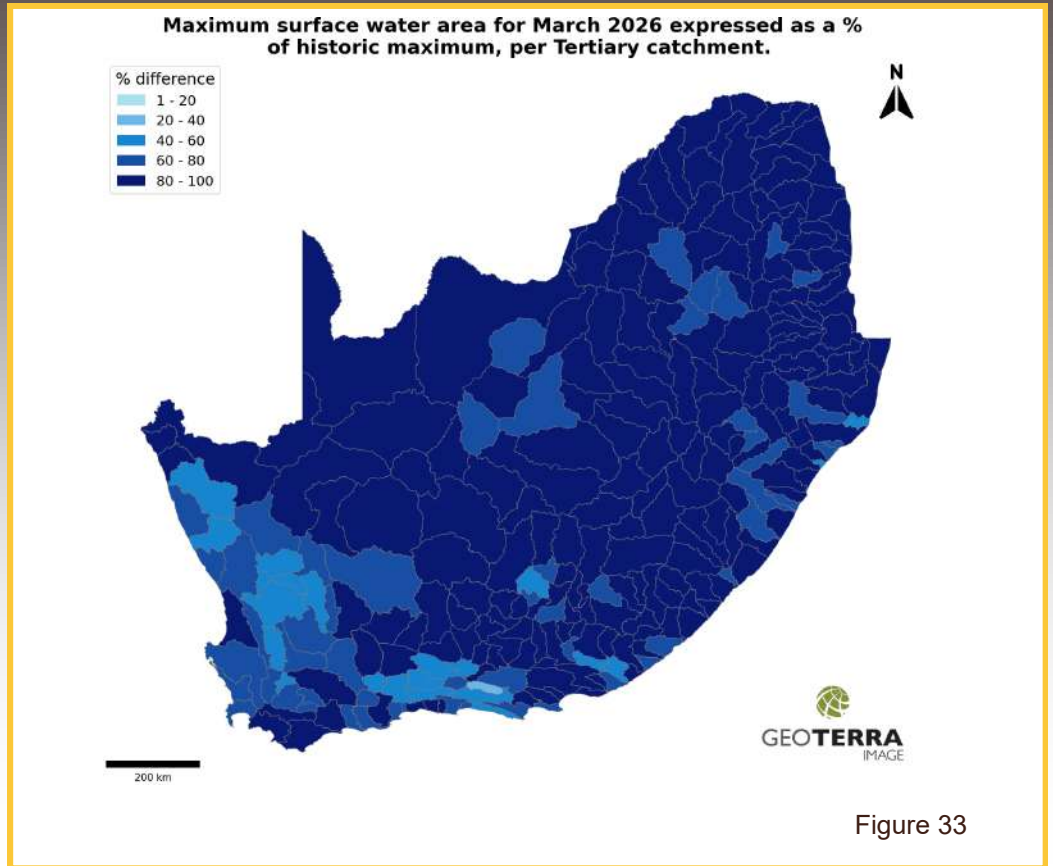 Maximum surface water area for March 2026 expressed as a %
of historic maximum, per Tertiary catchment.
% difference
1 - 20
20 - 40
40 - 60
60 - 80
80 - 100
N
GEOTERRA
IMAGE
200 km
Figure 33